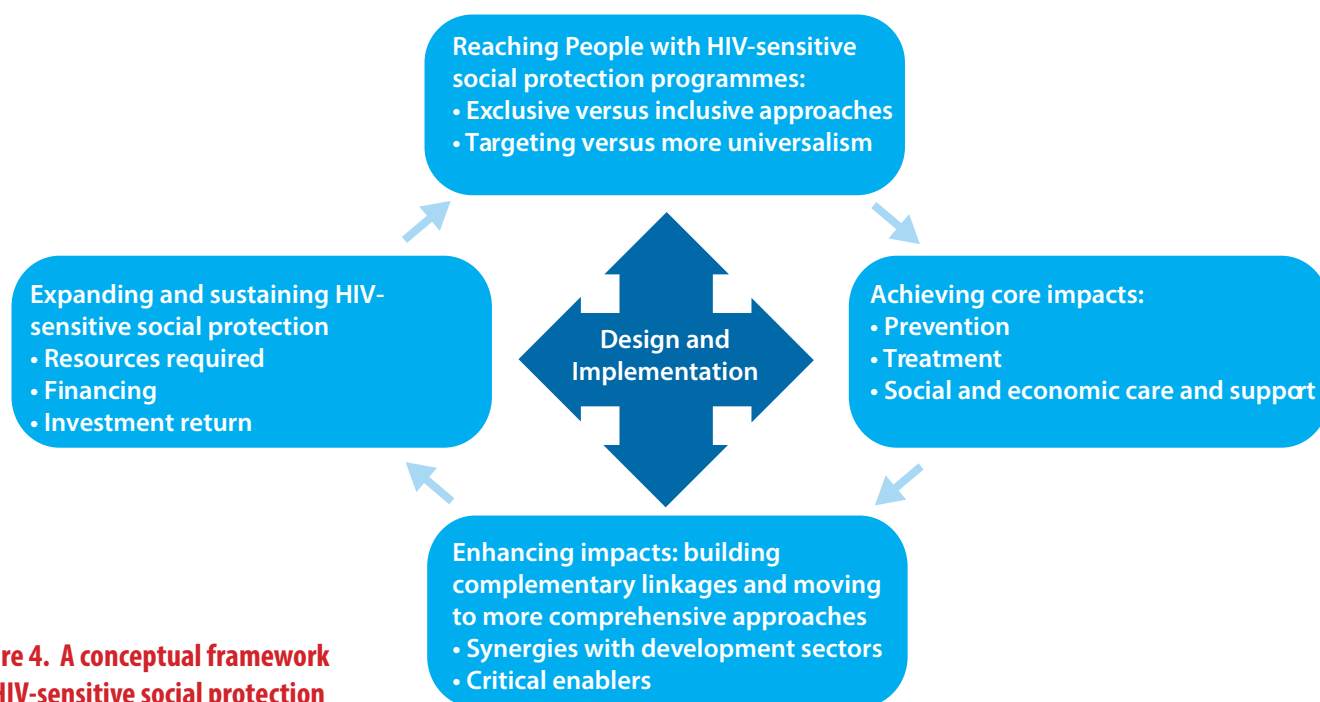 Reaching People with HIV-sensitive
social protection programmes:
• Exclusive versus inclusive approaches
• Targeting versus more universalism
Expanding and sustaining HIV-
sensitive social protection
• Resources required
• Financing
• Investment return
Design and
Implementation
Achieving core impacts:
• Prevention
• Treatment
• Social and economic care and support
Enhancing impacts: building
complementary linkages and moving
to more comprehensive approaches
• Synergies with development sectors
• Critical enablers
re 4. A conceptual framework
HIV-sensitive social protection